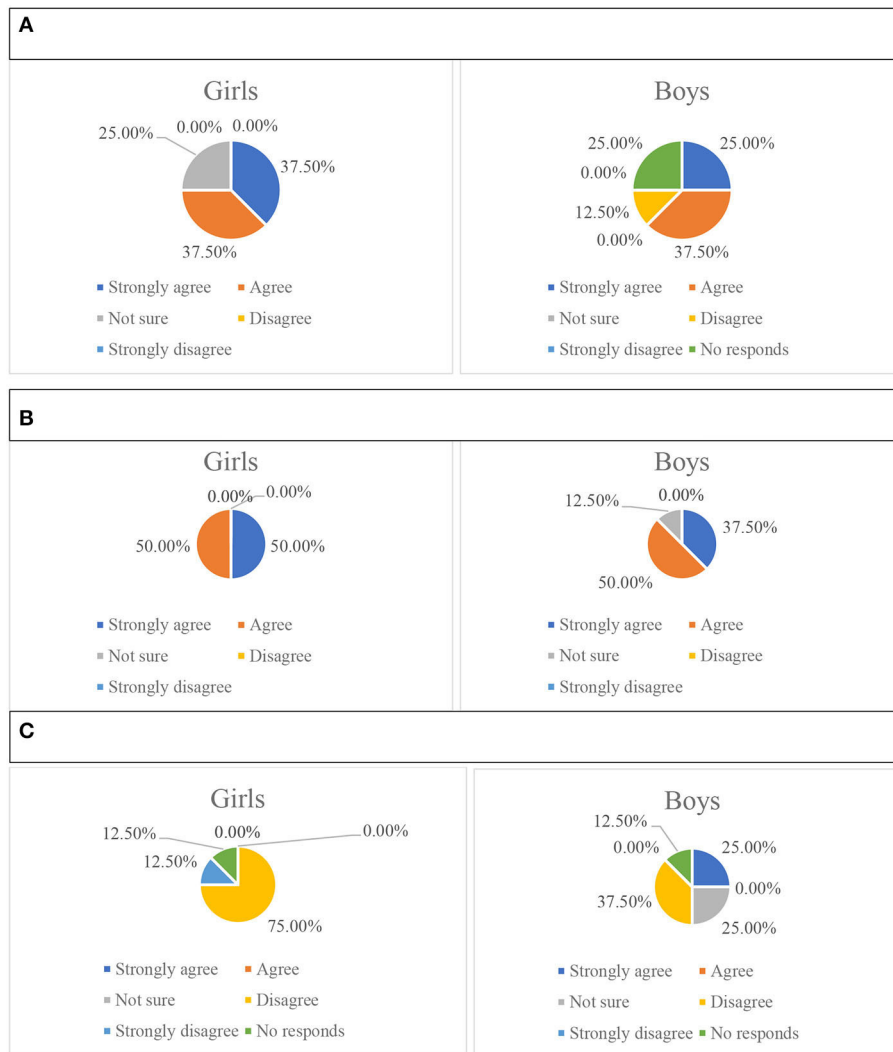 A
Girls
25.00% 0.00% 0.00%
37.50%
37.50%
Strongly agree Agree
Not sure Disagree
Strongly disagree
Boys
25.00% 25.00%
0.00%
12.50%
0.00% 37.50%
Strongly agree Agree
Not sure Disagree
Strongly disagree No responds
B
Girls
0.00% 0.00%
50.00% 50.00%
Strongly agree Agree
Not sure Disagree
Strongly disagree
Boys
12.50% 0.00%
37.50%
50.00%
Strongly agree Agree
Not sure Disagree
Strongly disagree
C
Girls
12.50% 0.00% 0.00%
12.50%
75.00%
Strongly agree Agree
Not sure Disagree
Strongly disagree No responds
Boys
12.50%
0.00% 25.00%
0.00%
37.50%
25.00%
Strongly agree Agree
Not sure Disagree
Strongly disagree No responds